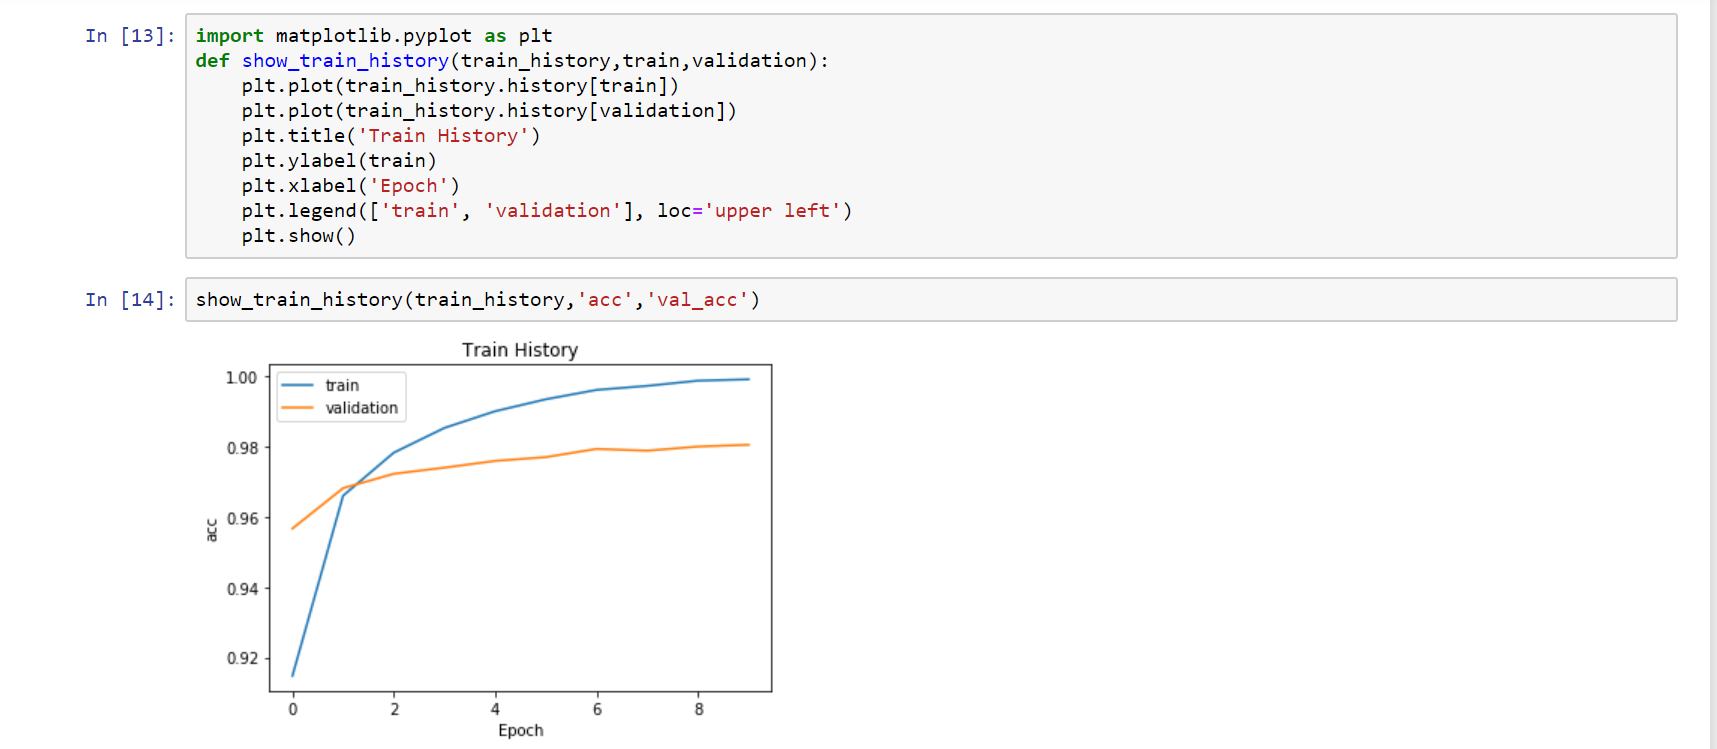 In [13]:
import matplotlib.pyplot as plt
def show_train_history(train_history,train,validation):
    plt.plot(train_history.history[train])
    plt.plot(train_history.history[validation])
    plt.title('Train History')
    plt.ylabel(train)
    plt.xlabel('Epoch')
    plt.legend(['train', 'validation'], loc='upper left')
    plt.show()
In [14]:
show_train_history(train_history,'acc','val_acc')
Train History
train
validation
1.00
0.98
0.96
0.94
0.92
acc
0 2 4 6 8
Epoch